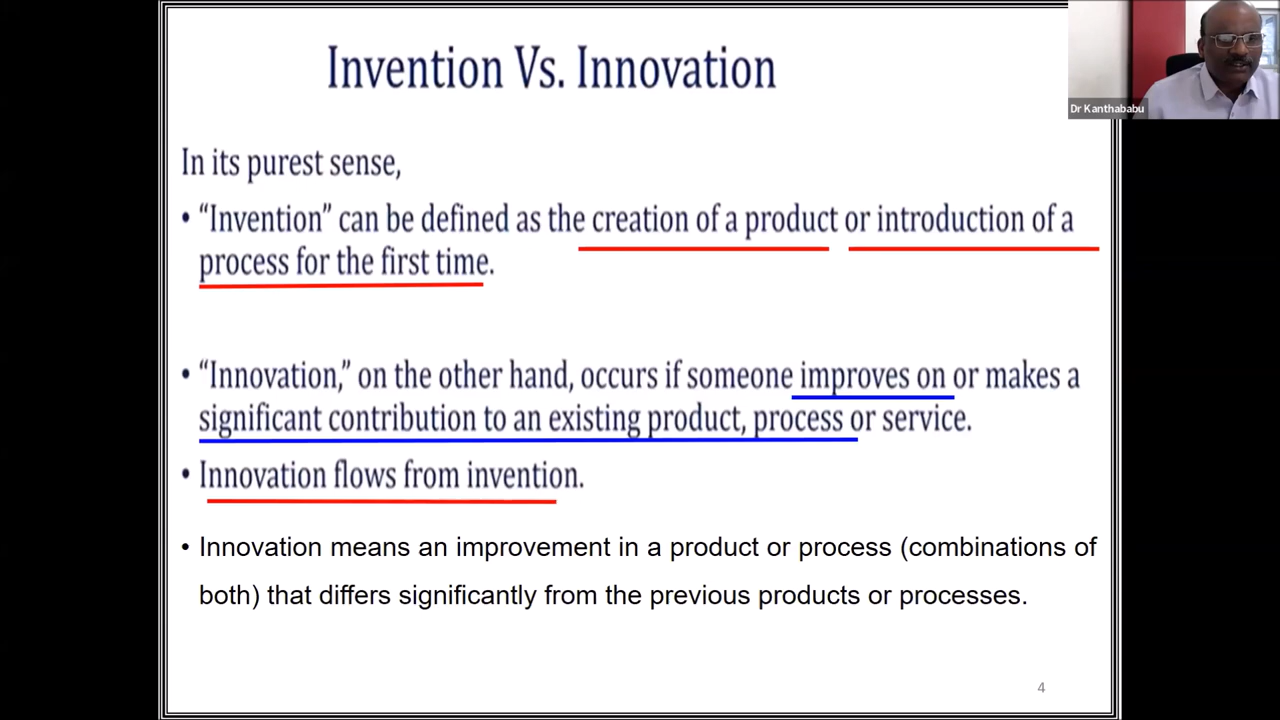 Invention Vs. Innovation
Dr Kanthababu
In its purest sense,
• “Invention” can be defined as the creation of a product or introduction of a
process for the first time.
• “Innovation,” on the other hand, occurs if someone improves on or makes a
significant contribution to an existing product, process or service.
• Innovation flows from invention.
• Innovation means an improvement in a product or process (combinations of
both) that differs significantly from the previous products or processes.
4